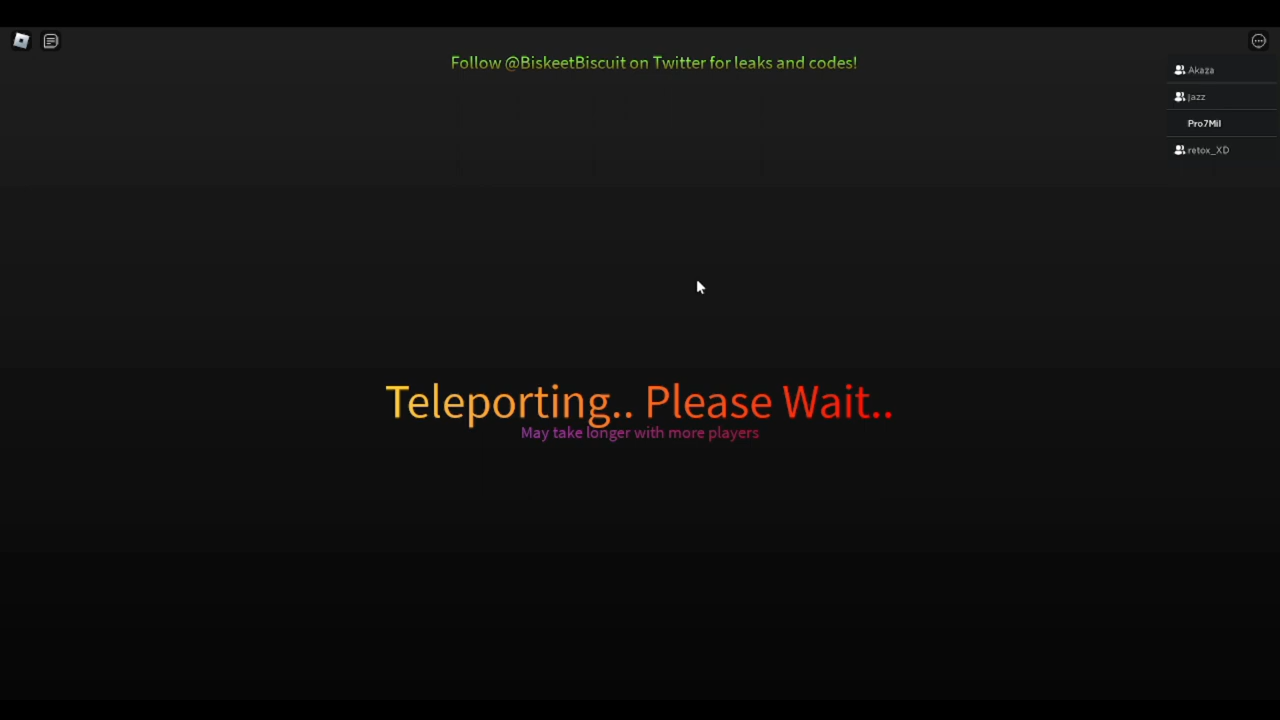 Follow @BiskeetBiscuit on Twitter for leaks and codes!
Akaza
jazz
Pro7Mil
retox_XD
Teleporting.. Please Wait..
May take longer with more players